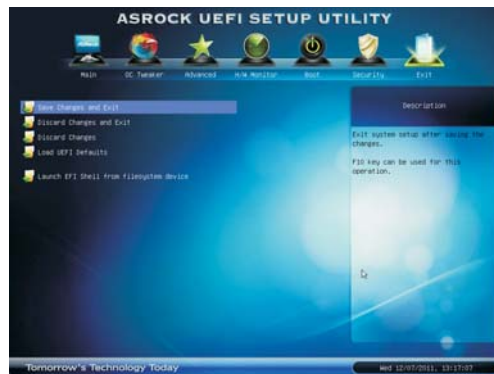 ASROCK UEFI SETUP UTILITY
Main OC Tweaker Advanced H/W Monitor Boot Security Exit
Save Changes and Exit
Discard Changes and Exit
Discard Changes
Load UEFI Defaults
Launch EFI Shell from filesystem device
Description
Exit system setup after saving the
changes.
F10 key can be used for this
operation.
Tomorrow's Technology Today
Wed 12/07/2011, 13:17:07